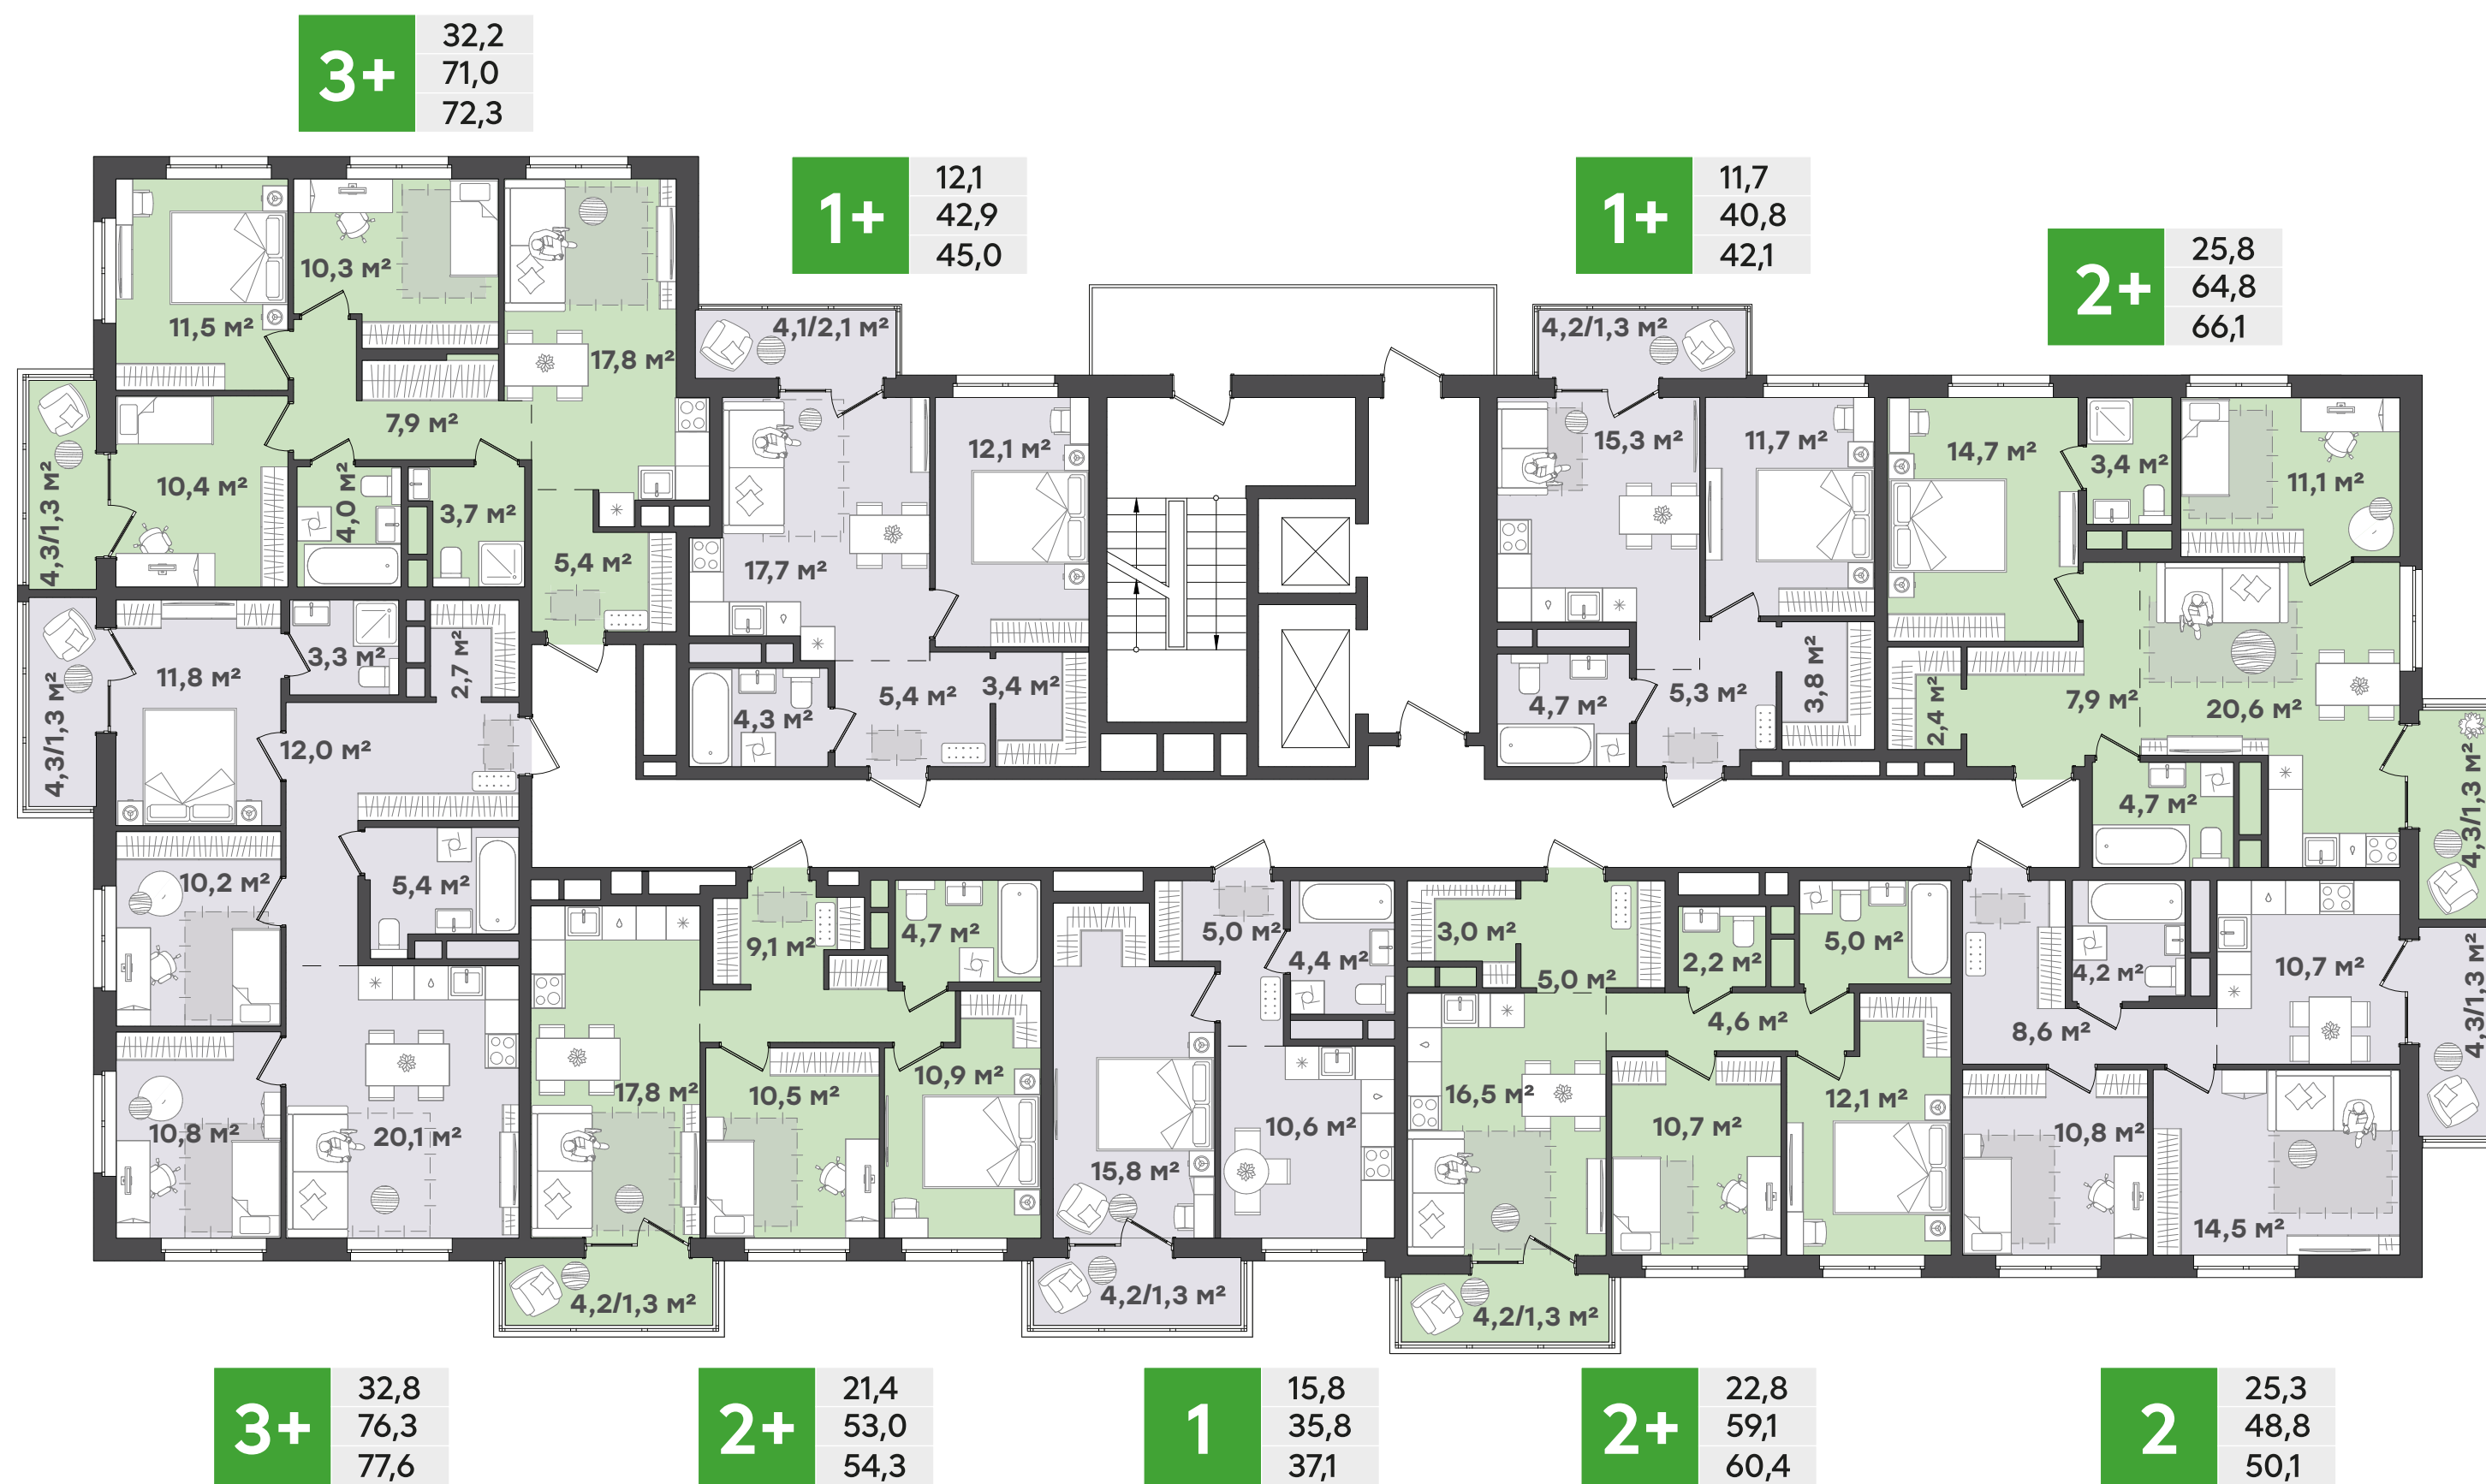 3+
32,2
71,0
72,3
1+
12,1
42,9
45,0
1+
11,7
40,8
42,1
2+
25,8
64,8
66,1
11,5 м²
10,3 м²
17,8 м²
7,9 м²
10,4 м²
4,3/1,3 м²
4,0 м²
3,7 м²
5,4 м²
4,1/2,1 м²
12,1 м²
17,7 м²
4,3 м²
5,4 м²
3,4 м²
4,2/1,3 м²
15,3 м²
11,7 м²
4,7 м²
5,3 м²
3,8 м²
14,7 м²
3,4 м²
11,1 м²
2,4 м²
7,9 м²
20,6 м²
4,7 м²
4,3/1,3 м²
4,3/1,3 м²
11,8 м²
3,3 м²
2,7 м²
12,0 м²
10,2 м²
5,4 м²
10,8 м²
20,1 м²
9,1 м²
4,7 м²
17,8 м²
10,5 м²
10,9 м²
4,2/1,3 м²
5,0 м²
4,4 м²
15,8 м²
10,6 м²
4,2/1,3 м²
3,0 м²
5,0 м²
2,2 м²
5,0 м²
4,6 м²
16,5 м²
10,7 м²
12,1 м²
4,2/1,3 м²
4,2 м²
10,7 м²
8,6 м²
10,8 м²
14,5 м²
4,3/1,3 м²
3+
32,8
76,3
77,6
2+
21,4
53,0
54,3
1
15,8
35,8
37,1
2+
22,8
59,1
60,4
2
25,3
48,8
50,1